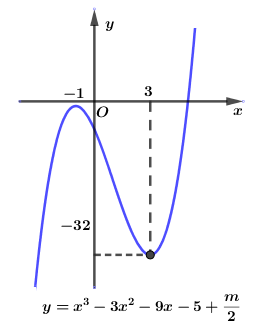 y
−1 3
O x
−32
y = x³ − 3x² − 9x − 5 + m/2